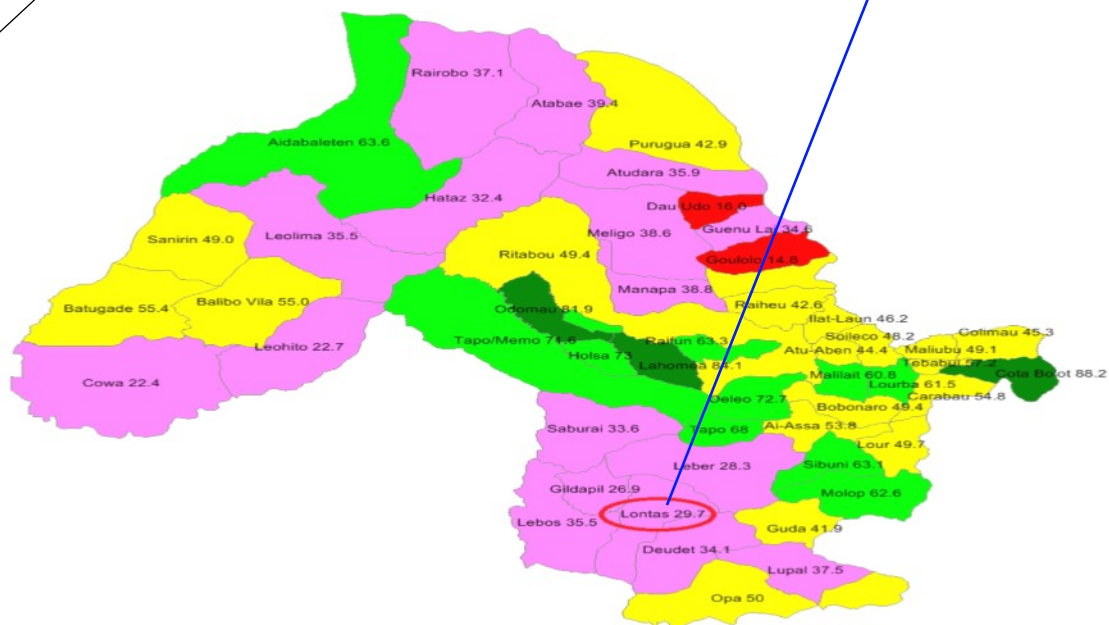 Rairobo 37.1
Atabae 39.4
Aidabaleten 63.6
Purugua 42.9
Atudara 35.9
Hataz 32.4
Dau Udo 16.0
Guenu Lai 34.6
Leolima 35.5
Meligo 38.6
Sanirin 49.0
Ritabou 49.4
Goulolo 14.8
Manapa 38.8
Batugade 55.4
Balibo Vila 55.0
Raiheu 42.6
Odomau 81.9
Ilat-Laun 46.2
Soileco 48.2
Colimau 45.3
Tapo/Memo 71.6
Raifun 63.3
Leohito 22.7
Holsa 73
Atu-Aben 44.4
Maliubu 49.1
Lahomea 84.1
Tebabui 57.2
Malilait 60.8
Cota Bo'ot 88.2
Cowa 22.4
Lourba 61.5
Carabau 54.8
Oeleo 72.7
Bobonaro 49.4
Saburai 33.6
Tapo 68
Ai-Assa 53.8
Lour 49.7
Leber 28.3
Sibuni 63.1
Gildapil 26.9
Molop 62.6
Lontas 29.7
Lebos 35.5
Guda 41.9
Deudet 34.1
Lupal 37.5
Opa 50